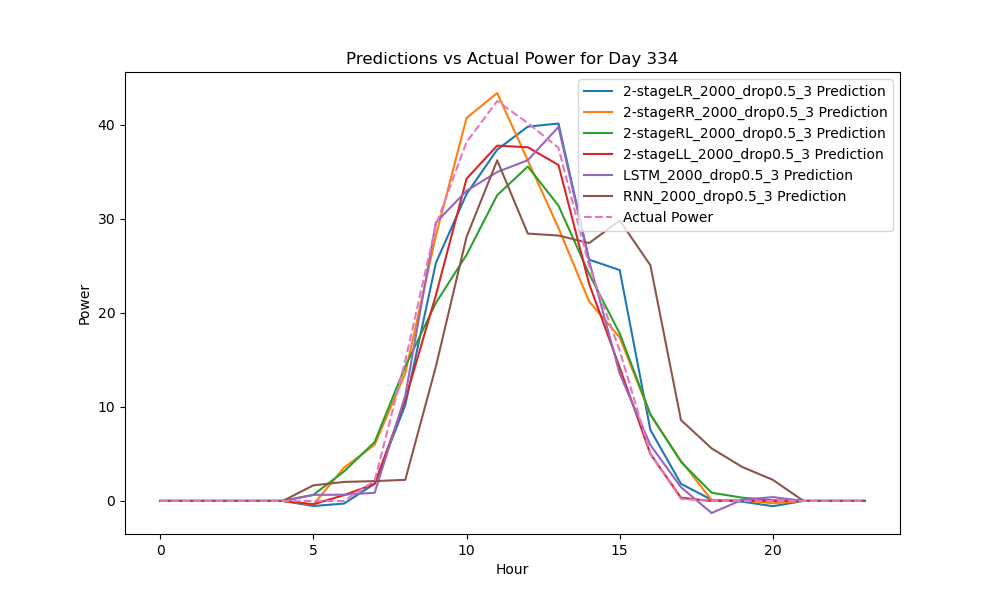 Predictions vs Actual Power for Day 334
2-stageLR_2000_drop0.5_3 Prediction
2-stageRR_2000_drop0.5_3 Prediction
2-stageRL_2000_drop0.5_3 Prediction
2-stageLL_2000_drop0.5_3 Prediction
LSTM_2000_drop0.5_3 Prediction
RNN_2000_drop0.5_3 Prediction
Actual Power
40
30
20
10
0
Power
0 5 10 15 20
Hour